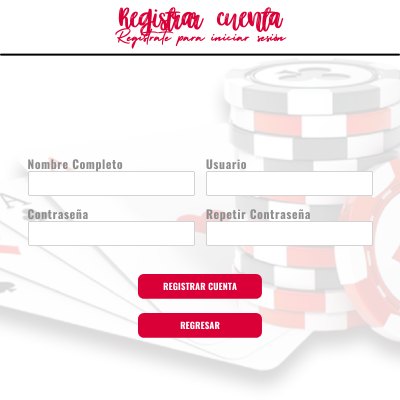 Registrar cuenta
Registrate para iniciar sesión
Nombre Completo
Usuario
Contraseña
Repetir Contraseña
REGISTRAR CUENTA
REGRESAR
A